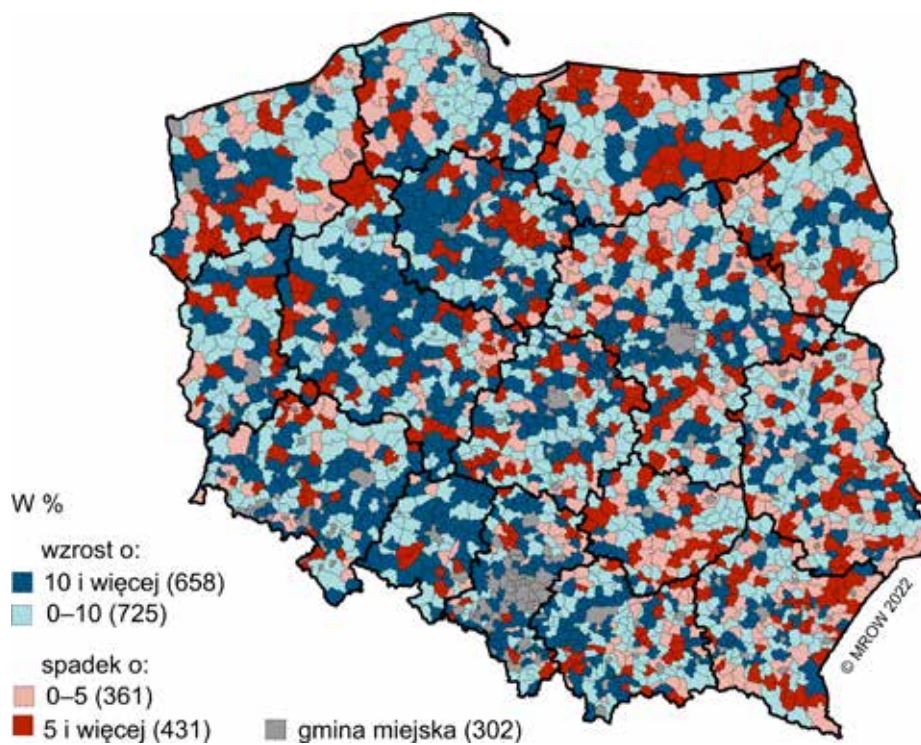 W %
wzrost o:
10 i więcej (658)
0–10 (725)
spadek o:
0–5 (361)
5 i więcej (431)
gmina miejska (302)
© MROW 2022